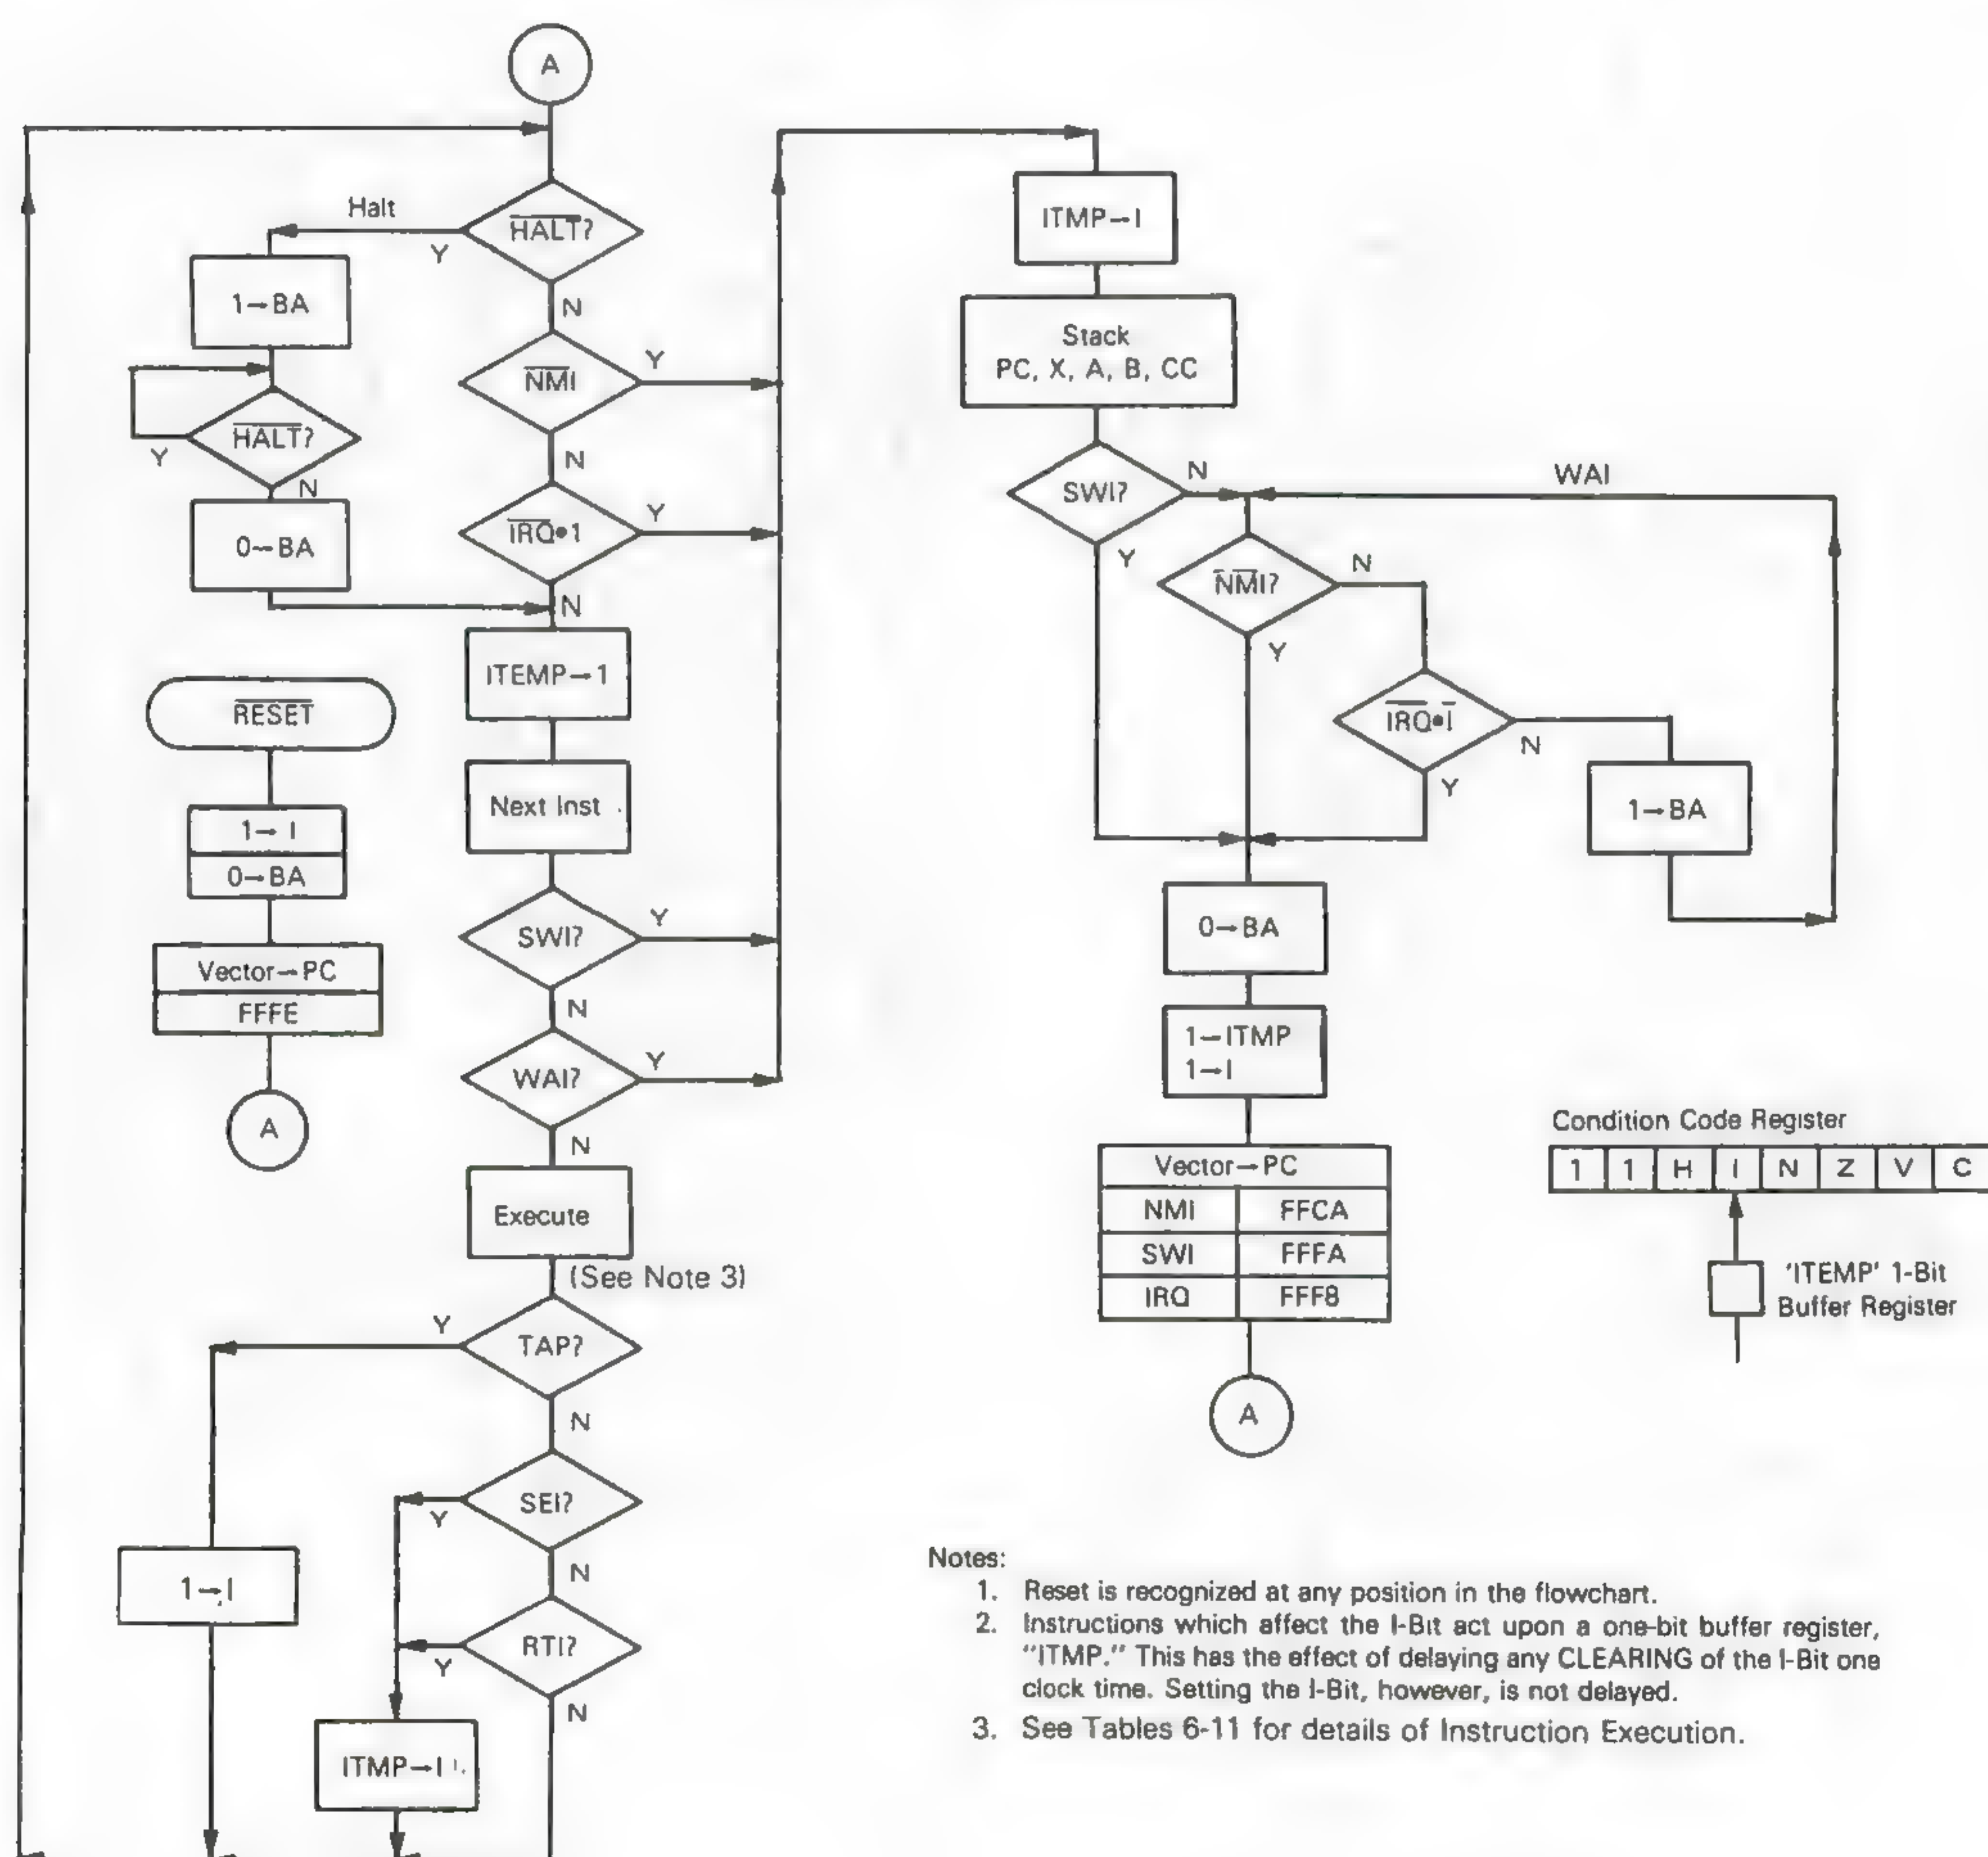 A
Halt
HALT?
Y
1→BA
N
NMI
Y
HALT?
Y
N
N
IRQ•1
Y
0→BA
N
ITEMP→1
RESET
Next Inst
1→I
0→BA
SWI?
Y
Vector→PC
FFFE
N
WAI?
Y
A
N
Execute
(See Note 3)
TAP?
Y
N
SEI?
Y
N
1→I
RTI?
Y
N
ITMP→I
ITMP→I
Stack
PC, X, A, B, CC
SWI?
N
WAI
Y
NMI?
N
Y
IRQ•I
N
Y
1→BA
0→BA
1→ITMP
1→I
Vector→PC
NMI FFCA
SWI FFFA
IRQ FFF8
A
Condition Code Register
1 1 H I N Z V C
'ITEMP' 1-Bit
Buffer Register
Notes:
1. Reset is recognized at any position in the flowchart.
2. Instructions which affect the I-Bit act upon a one-bit buffer register,
"ITMP." This has the effect of delaying any CLEARING of the I-Bit one
clock time. Setting the I-Bit, however, is not delayed.
3. See Tables 6-11 for details of Instruction Execution.